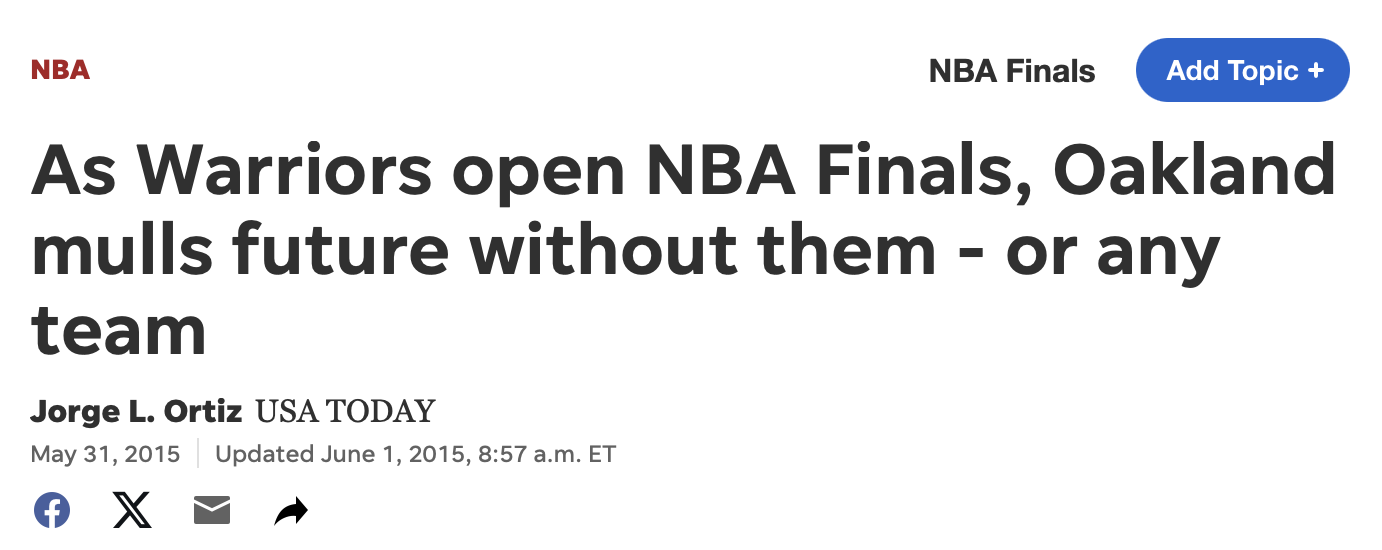 NBA
NBA Finals
Add Topic +
As Warriors open NBA Finals, Oakland
mulls future without them - or any
team
Jorge L. Ortiz USA TODAY
May 31, 2015 Updated June 1, 2015, 8:57 a.m. ET